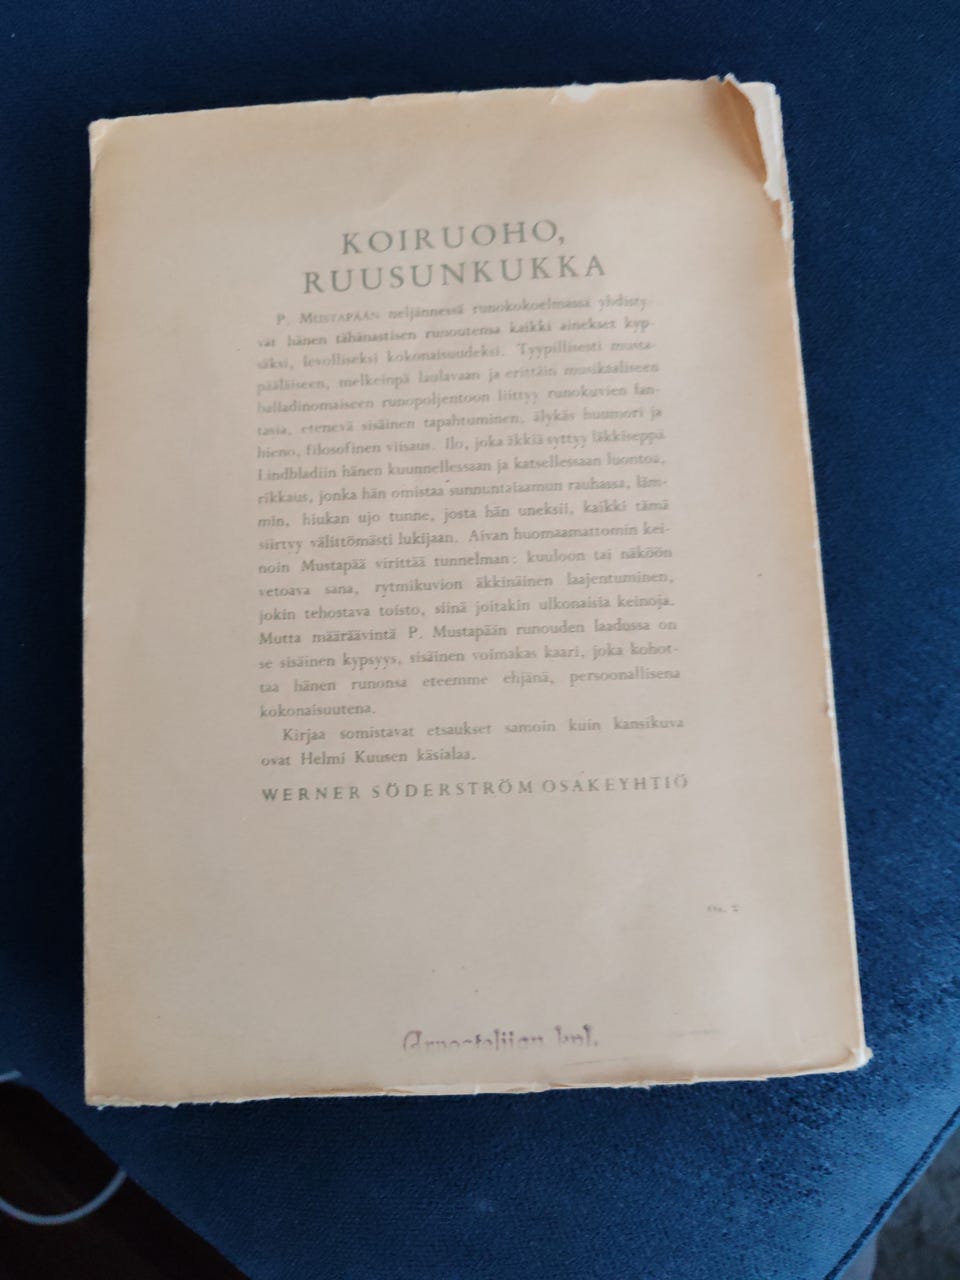 KOIRUOHO,
RUUSUNKUKKA
P. MUSTAPÄÄN neljännessä runokokoelmassa yhdisty-
vät hänen tähänastisen runoutensa kaikki ainekset kyp-
säksi, levolliseksi kokonaisuudeksi. Tyypillisesti musta-
pääläiseen, melkeinpä laulavaan ja erittäin musikaaliseen
balladinomaiseen runopoljentoon liittyy runokuvien fan-
tasia, etenevä sisäinen tapahtuminen, älykäs huumori ja
hieno, filosofinen viisaus. Ilo, joka äkkiä syttyy läkkiseppä
Lindbladiin hänen kuunnellessaan ja katsellessaan luontoa,
rikkaus, jonka hän omistaa sunnuntaiaamun rauhassa, läm-
min, hiukan ujo tunne, josta hän uneksii, kaikki tämä
siirtyy välittömästi lukijaan. Aivan huomaamattomin kei-
noin Mustapää virittää tunnelman: kuuloon tai näköön
vetoava sana, rytmikuvion äkkinäinen laajentuminen,
jokin tehostava toisto, siinä joitakin ulkonaisia keinoja.
Mutta määräävintä P. Mustapään runouden laadussa on
se sisäinen kypsyys, sisäinen voimakas kaari, joka kohot-
taa hänen runonsa eteemme ehjänä, persoonallisena
kokonaisuutena.
Kirjaa somistavat etsaukset samoin kuin kansikuva
ovat Helmi Kuusen käsialaa.
WERNER SÖDERSTRÖM OSAKEYHTIÖ
Arvostelijan kpl.